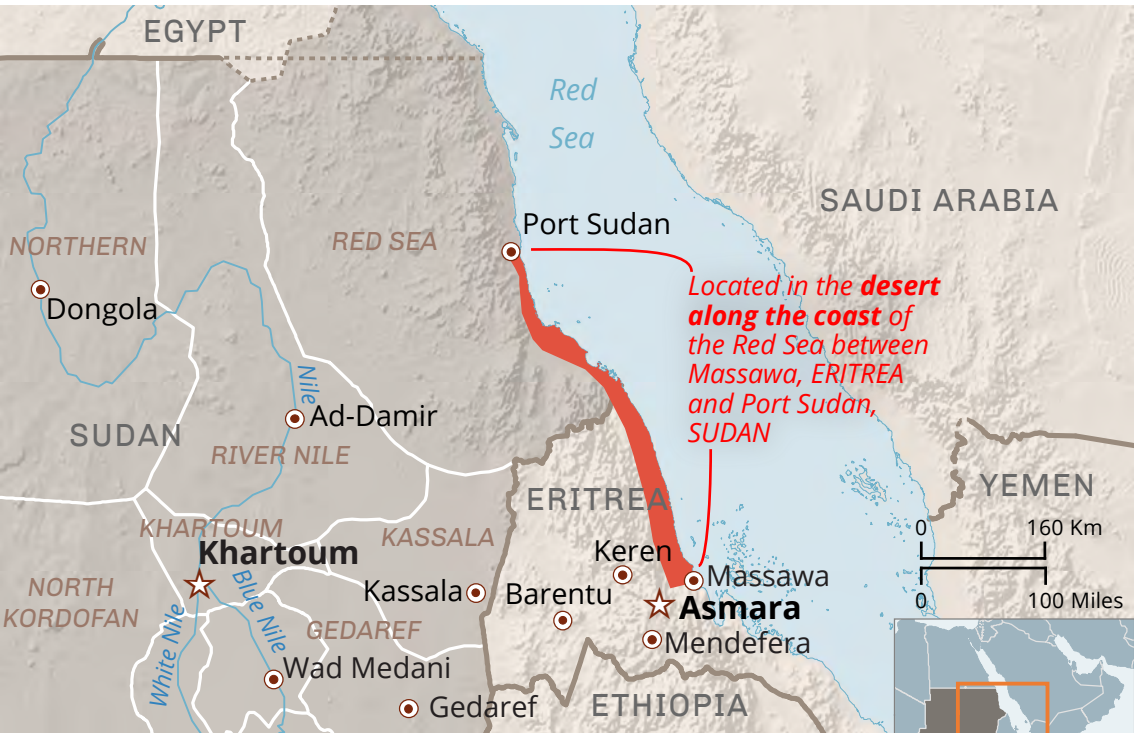 EGYPT
Red
Sea
SAUDI ARABIA
Port Sudan
NORTHERN
RED SEA
Dongola
Located in the desert
along the coast of
the Red Sea between
Massawa, ERITREA
and Port Sudan,
SUDAN
Nile
Ad-Damir
SUDAN
RIVER NILE
YEMEN
ERITREA
KHARTOUM
Khartoum
KASSALA
0
160 Km
Keren
Massawa
NORTH
KORDOFAN
Kassala
Barentu
Asmara
0
100 Miles
Blue Nile
White Nile
GEDAREF
Mendefera
Wad Medani
Gedaref
ETHIOPIA